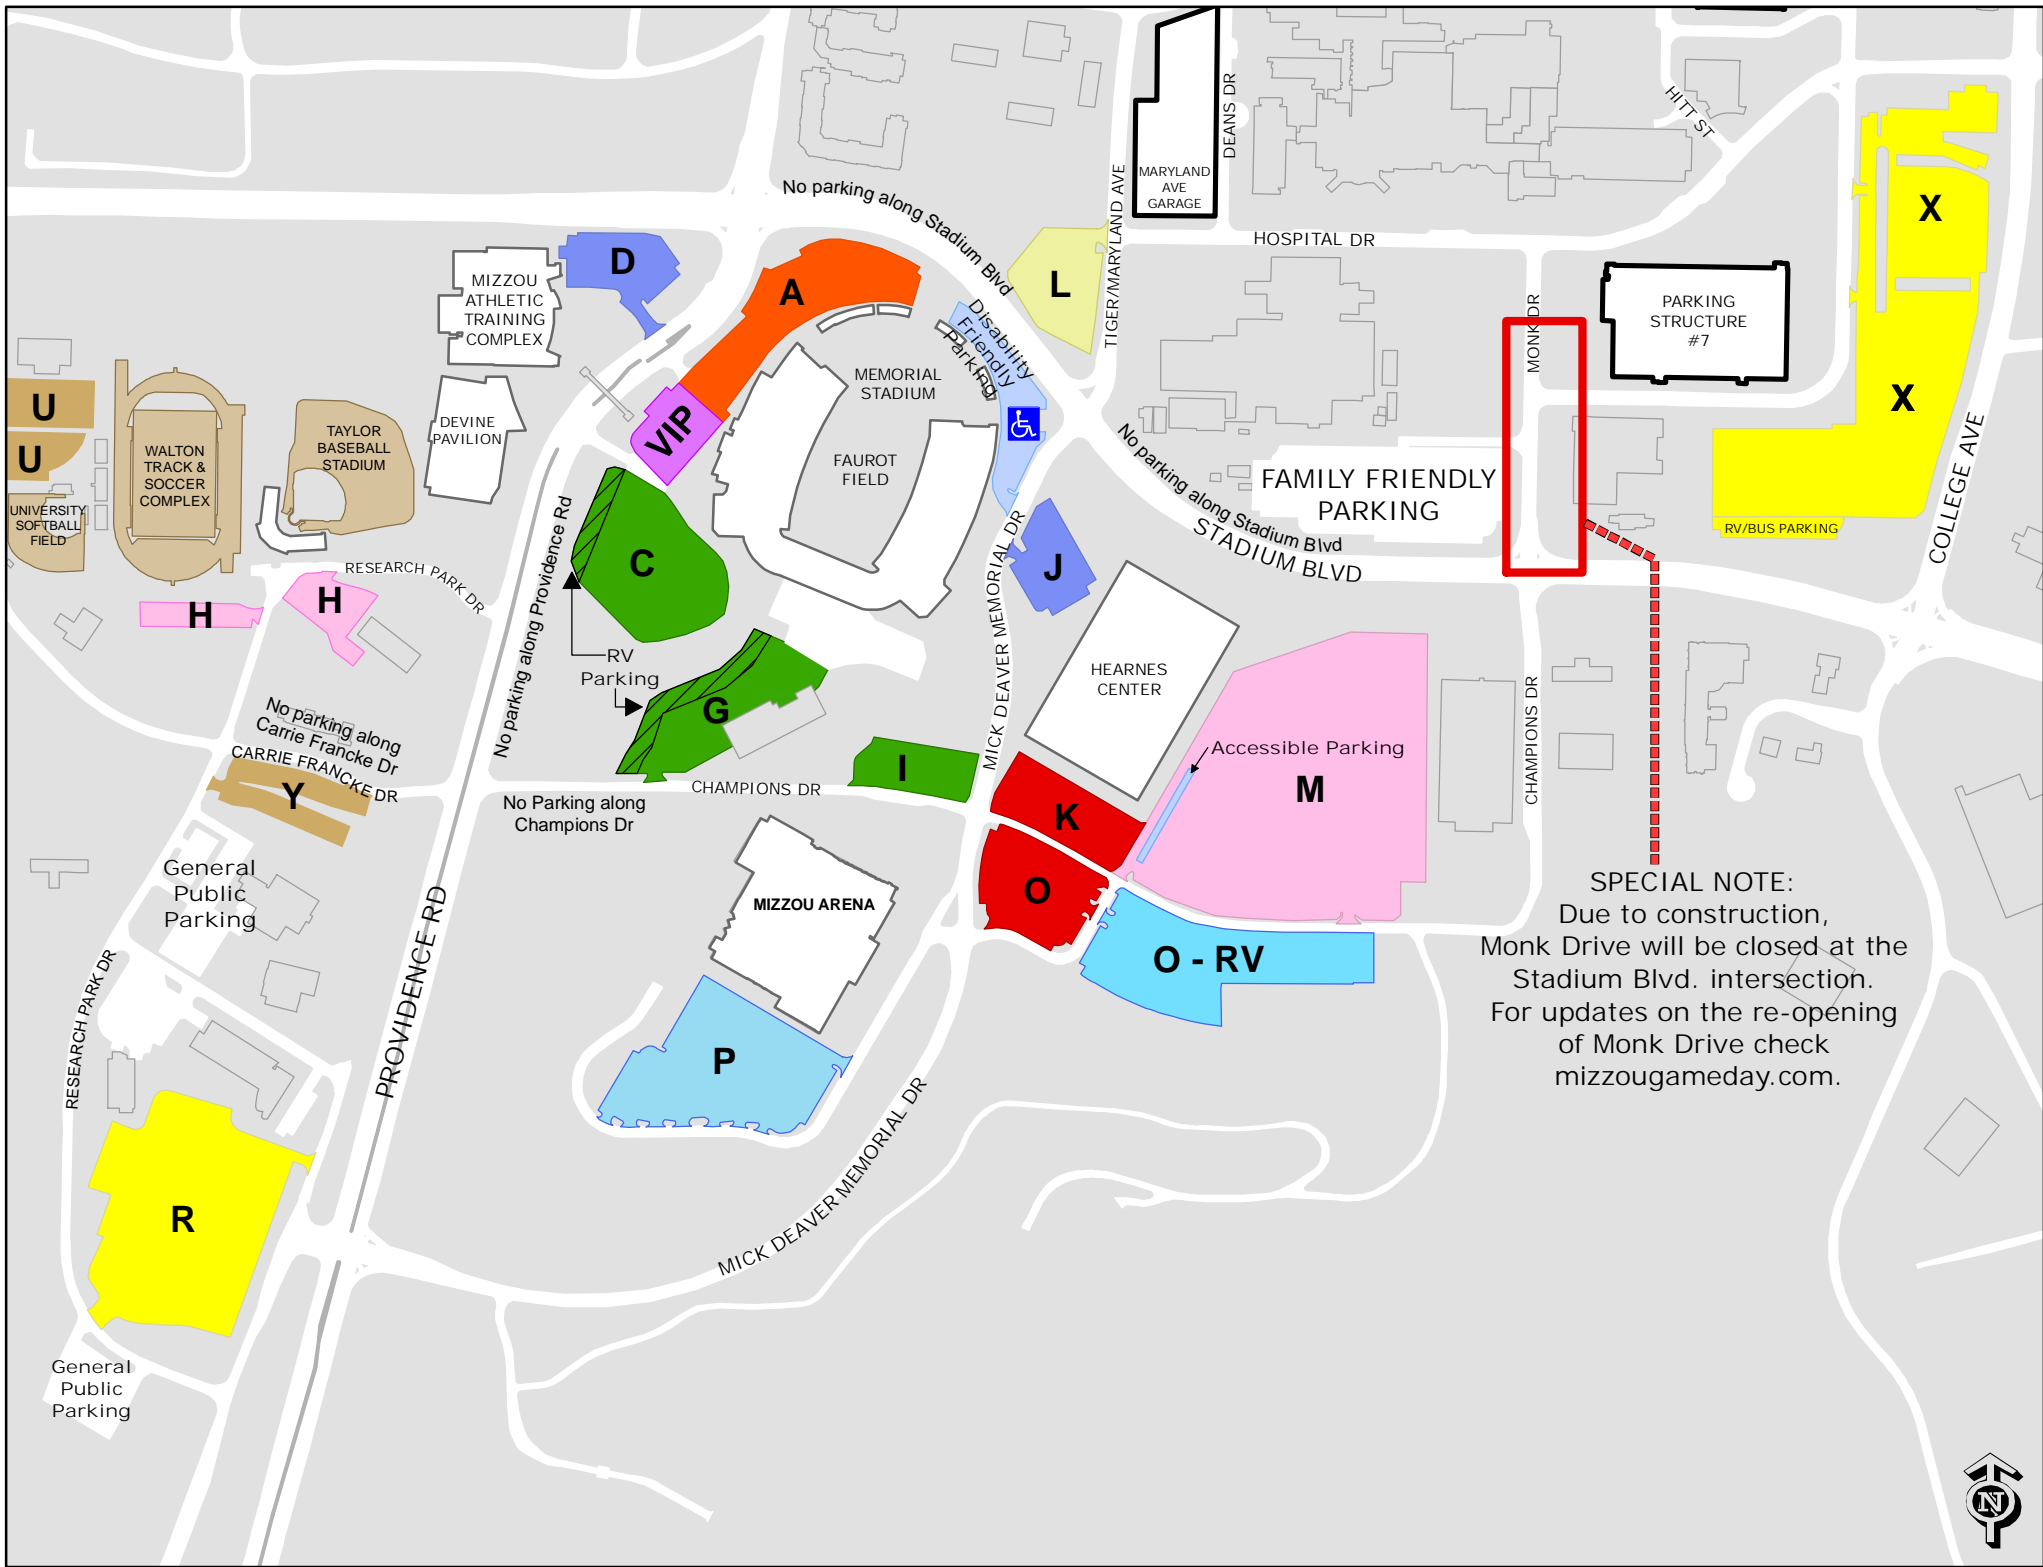 HITT ST
DEANS DR
MARYLAND
AVE
GARAGE
TIGER/MARYLAND AVE
No parking along Stadium Blvd
HOSPITAL DR
X
D
MIZZOU
ATHLETIC
TRAINING
COMPLEX
A
L
Disability
Friendly
Parking
MONK DR
PARKING
STRUCTURE
#7
X
MEMORIAL
STADIUM
VIP
U
U
DEVINE
PAVILION
TAYLOR
BASEBALL
STADIUM
WALTON
TRACK &
SOCCER
COMPLEX
UNIVERSITY
SOFTBALL
FIELD
FAUROT
FIELD
No parking along Stadium Blvd
STADIUM BLVD
FAMILY FRIENDLY
PARKING
RV/BUS PARKING
COLLEGE AVE
RESEARCH PARK DR
No parking along Providence Rd
C
J
MICK DEAVER MEMORIAL DR
H
H
RV
Parking
HEARNES
CENTER
G
No parking along
Carrie Francke Dr
CARRIE FRANCKE DR
Y
I
CHAMPIONS DR
No Parking along
Champions Dr
K
Accessible Parking
M
CHAMPIONS DR
General
Public
Parking
MIZZOU ARENA
O
O - RV
SPECIAL NOTE:
Due to construction,
Monk Drive will be closed at the
Stadium Blvd. intersection.
For updates on the re-opening
of Monk Drive check
mizzougameday.com.
RESEARCH PARK DR
PROVIDENCE RD
P
R
MICK DEAVER MEMORIAL DR
General
Public
Parking
N